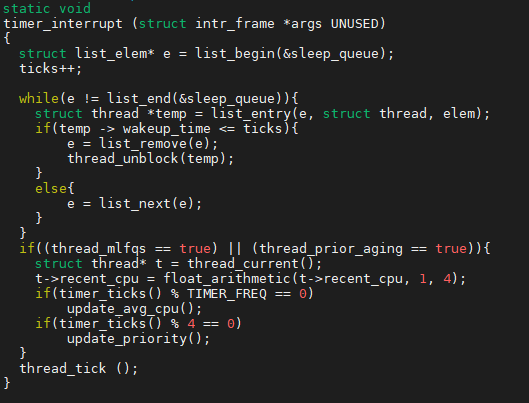 static void
timer_interrupt (struct intr_frame *args UNUSED)
{
  struct list_elem* e = list_begin(&sleep_queue);
  ticks++;

  while(e != list_end(&sleep_queue)){
    struct thread *temp = list_entry(e, struct thread, elem);
    if(temp -> wakeup_time <= ticks){
        e = list_remove(e);
        thread_unblock(temp);
    }
    else{
        e = list_next(e);
    }
  }
  if((thread_mlfqs == true) || (thread_prior_aging == true)){
    struct thread* t = thread_current();
    t->recent_cpu = float_arithmetic(t->recent_cpu, 1, 4);
    if(timer_ticks() % TIMER_FREQ == 0)
        update_avg_cpu();
    if(timer_ticks() % 4 == 0)
        update_priority();
  }
  thread_tick ();
}